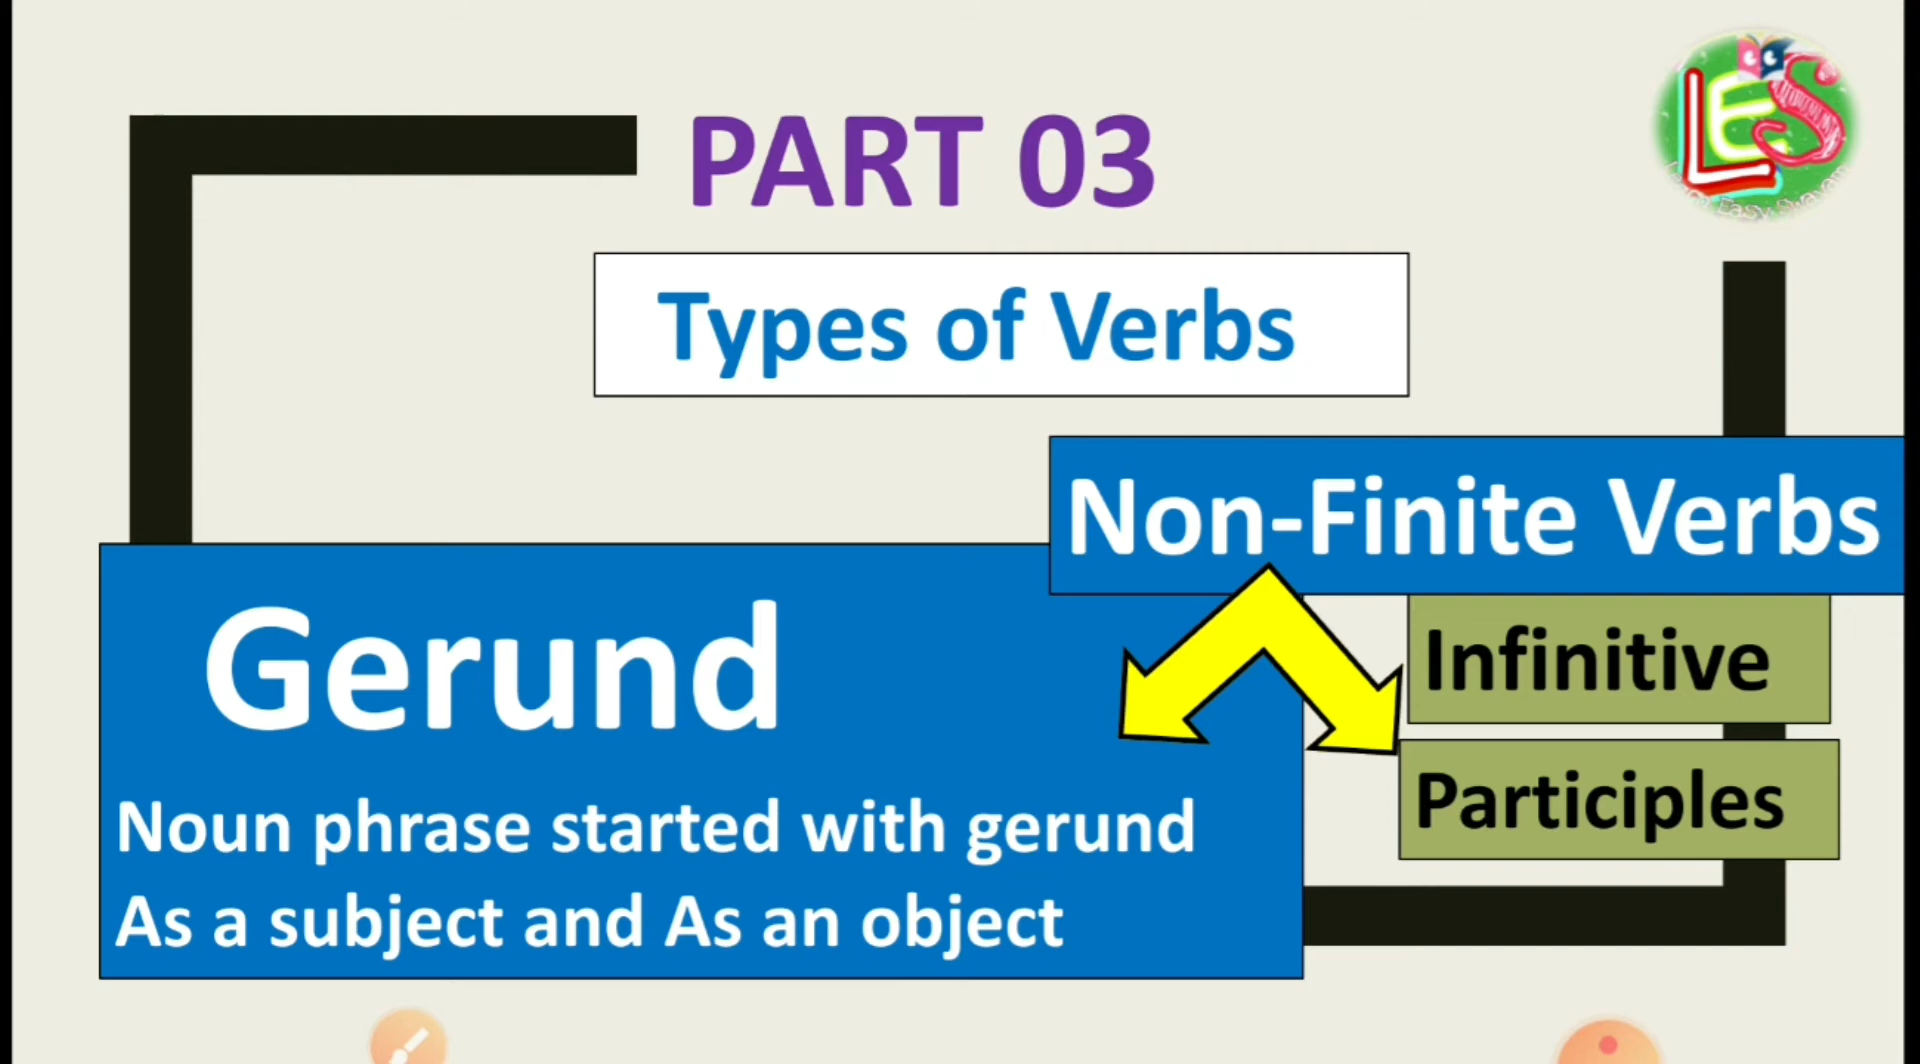 LES
PART 03
Types of Verbs
Non-Finite Verbs
Gerund
Infinitive
Participles
Noun phrase started with gerund
As a subject and As an object